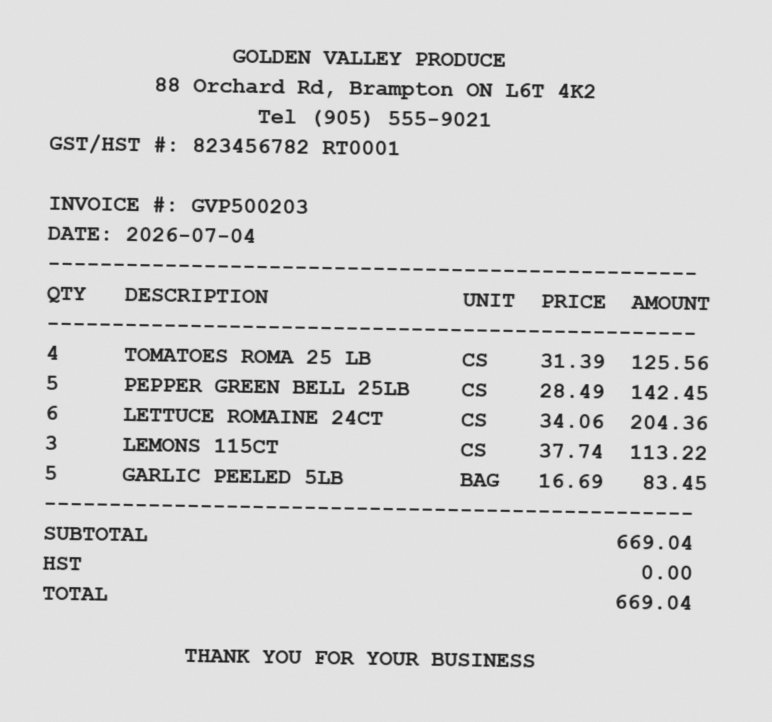 GOLDEN VALLEY PRODUCE
88 Orchard Rd, Brampton ON L6T 4K2
Tel (905) 555-9021
GST/HST #: 823456782 RT0001
INVOICE #: GVP500203
DATE: 2026-07-04
--------------------------------------------------
QTY DESCRIPTION UNIT PRICE AMOUNT
--------------------------------------------------
4 TOMATOES ROMA 25 LB CS 31.39 125.56
5 PEPPER GREEN BELL 25LB CS 28.49 142.45
6 LETTUCE ROMAINE 24CT CS 34.06 204.36
3 LEMONS 115CT CS 37.74 113.22
5 GARLIC PEELED 5LB BAG 16.69 83.45
--------------------------------------------------
SUBTOTAL 669.04
HST 0.00
TOTAL 669.04
THANK YOU FOR YOUR BUSINESS